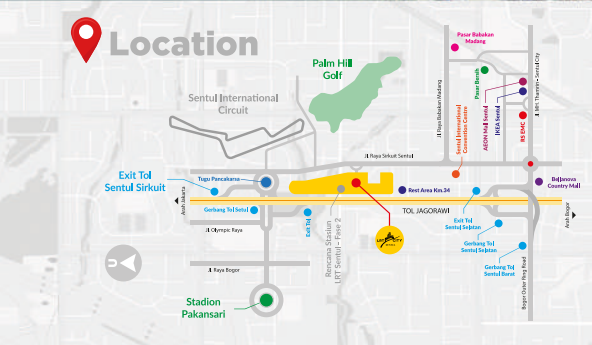 Location
Palm Hill
Golf
Sentul International
Circuit
Pasar Babakan
Madang
Pasar Bersih
AEON Mall Sentul
IKEA Sentul
RS EMC
Jl MH. Thamrin - Sentul City
Jl Raya Babakan Madang
Sentul International
Convention Centre
Jl Raya Sirkuit Sentul
Exit Tol
Sentul Sirkuit
Tugu Pancakarsa
Rest Area Km.34
Bellanova
Country Mall
Arah Jakarta
Gerbang Tol Sentul
Exit Tol
Rencana Stasiun
LRT Sentul - Fase 2
TOL JAGORAWI
Exit Tol
Sentul Selatan
Arah Bogor
Jl Olympic Raya
LRT CITY
Gerbang Tol
Sentul Selatan
Gerbang Tol
Sentul Barat
Bogor Outer Ring Road
U
Jl Raya Bogor
Stadion
Pakansari